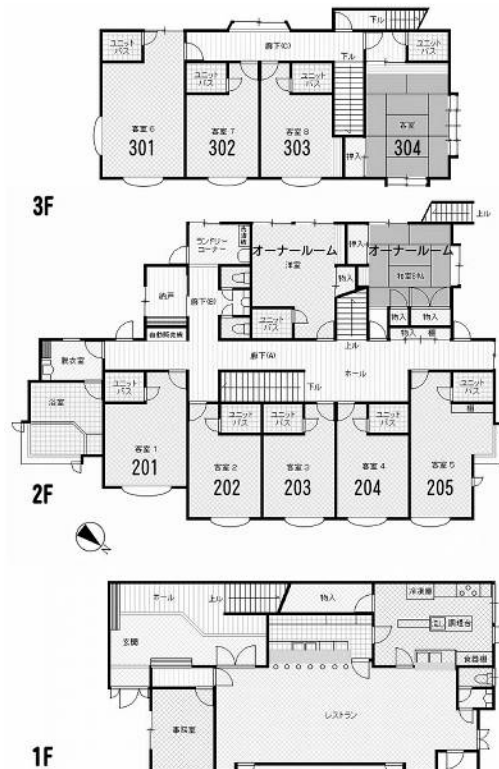 下ル
ユニット
バス
廊下(C)
下ル
ユニット
バス
ユニット
バス
ユニット
バス
客室6
301
客室7
302
客室8
303
客室
304
押入
3F
上ル
ランドリー
コーナー
オーナールーム
洋室
押入
オーナールーム
物入
納戸
廊下(B)
自動販売機
ユニット
バス
上ル
物入
物入
物入
棚
脱衣室
廊下(A)
ホール
浴室
ユニット
バス
下ル
ユニット
バス
ユニット
バス
ユニット
バス
ユニット
バス
棚
客室1
201
客室2
202
客室3
203
客室4
204
客室5
205
2F
N
ホール
上ル
物入
冷凍庫
調理台
玄関
食器棚
レストラン
事務室
1F